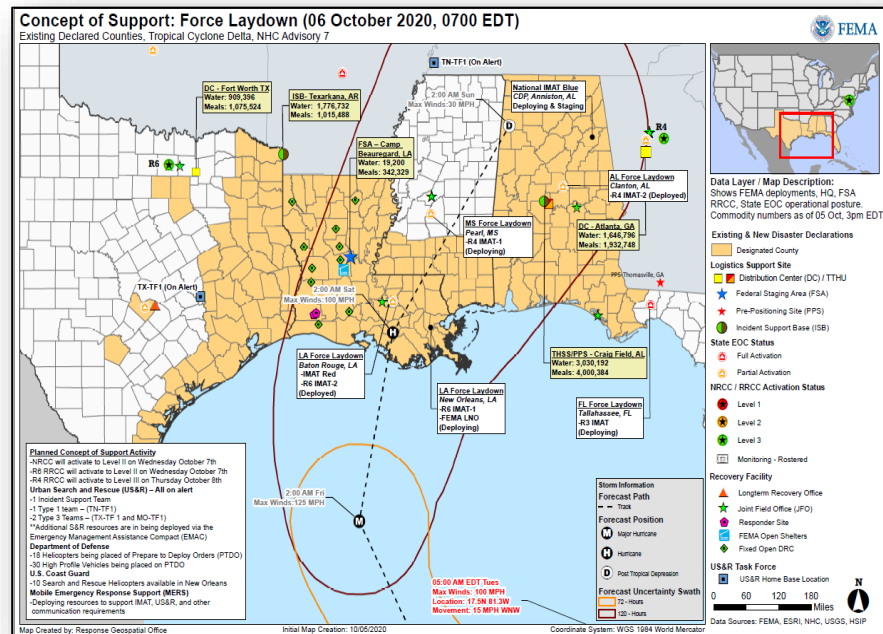 Concept of Support: Force Laydown (06 October 2020, 0700 EDT)
Existing Declared Counties, Tropical Cyclone Delta, NHC Advisory 7
FEMA
TN-TF1 (On Alert)
DC - Fort Worth TX
Water: 909,396
Meals: 1,075,524
ISB- Texarkana, AR
Water: 1,776,732
Meals: 1,015,488
2:00 AM Sun
Max Winds:30 MPH
National IMAT Blue
CDP, Anniston, AL
Deploying & Staging
D
R4
R6
FSA – Camp
Beauregard, LA
Water: 19,200
Meals: 342,329
AL Force Laydown
Clanton, AL
-R4 IMAT-2 (Deployed)
MS Force Laydown
Pearl, MS
-R4 IMAT-1
(Deploying)
DC - Atlanta, GA
Water: 1,646,796
Meals: 1,932,748
PPS-Thomasville, GA
TX-TF1 (On Alert)
2:00 AM Sat
Max Winds:100 MPH
H
LA Force Laydown
Baton Rouge, LA
-IMAT Red
-R6 IMAT-2
(Deployed)
THSS/PPS - Craig Field, AL
Water: 3,030,192
Meals: 4,000,384
LA Force Laydown
New Orleans, LA
-R6 IMAT-1
-FEMA LNO
(Deploying)
FL Force Laydown
Tallahassee, FL
-R3 IMAT
(Deploying)
2:00 AM Fri
Max Winds:125 MPH
M
05:00 AM EDT Tues
Max Winds: 100 MPH
Location: 17.5N 81.3W
Movement: 15 MPH WNW
Planned Concept of Support Activity
-NRCC will activate to Level II on Wednesday October 7th
-R6 RRCC will activate to Level II on Wednesday October 7th
-R4 RRCC will activate to Level III on Thursday October 8th
Urban Search and Rescue (US&R) – All on alert
-1 Incident Support Team
-1 Type 1 team – (TN-TF1)
-2 Type 3 Teams – (TX-TF 1 and MO-TF1)
**Additional S&R resources are in being deployed via the
Emergency Management Assistance Compact (EMAC)
Department of Defense
-18 Helicopters being placed of Prepare to Deploy Orders (PTDO)
-30 High Profile Vehicles being placed on PTDO
U.S. Coast Guard
-10 Search and Rescue Helicopters available in New Orleans
Mobile Emergency Response Support (MERS)
-Deploying resources to support IMAT, US&R, and other
communication requirements
Storm Information
Forecast Path
Track
Forecast Position
M Major Hurricane
H Hurricane
D Post Tropical Depression
Forecast Uncertainty Swath
72 - Hours
120 - Hours
Data Layer / Map Description:
Shows FEMA deployments, HQ, FSA
RRCC, State EOC operational posture.
Commodity numbers as of 05 Oct, 3pm EDT
Existing & New Disaster Declarations
Designated County
Logistics Support Site
Distribution Center (DC) / TTHU
Federal Staging Area (FSA)
Pre-Positioning Site (PPS)
Incident Support Base (ISB)
State EOC Status
Full Activation
Partial Activation
NRCC / RRCC Activation Status
Level 1
Level 2
Level 3
Monitoring - Rostered
Recovery Facility
Longterm Recovery Office
Joint Field Office (JFO)
Responder Site
FEMA Open Shelters
Fixed Open DRC
US&R Task Force
US&R Home Base Location
N
0 30 60 120 180
Miles
Data Sources: FEMA, ESRI, NHC, USGS, HSIP
Map Created by: Response Geospatial Office
Initial Map Creation: 10/05/2020
Coordinate System: WGS 1984 World Mercator